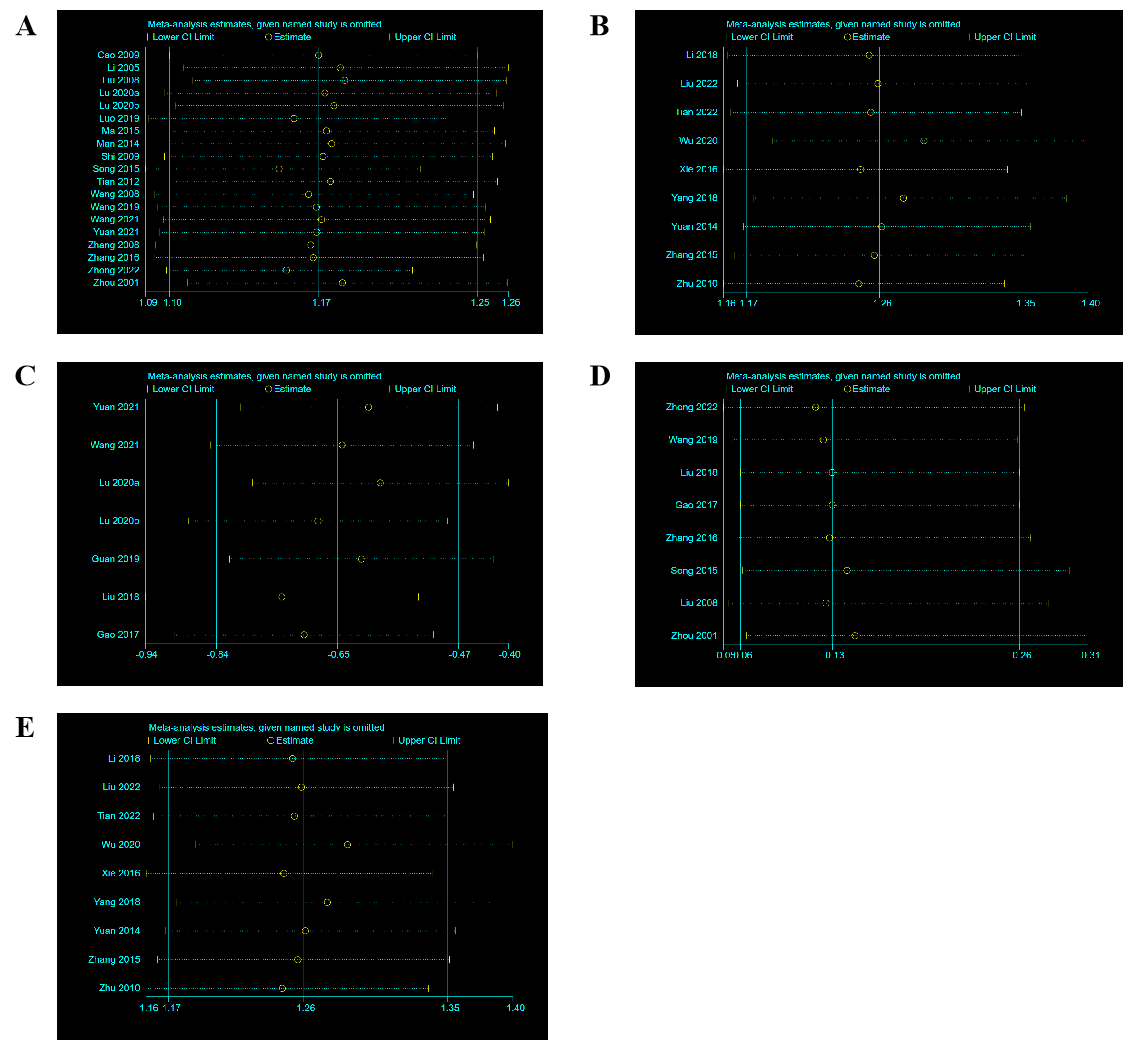 A
Meta-analysis estimates, given named study is omitted
Lower CI Limit Estimate Upper CI Limit
Cao 2009
Li 2005
Liu 2008
Lu 2020a
Lu 2020b
Luo 2019
Ma 2015
Man 2014
Shi 2009
Song 2015
Tian 2012
Wang 2008
Wang 2019
Wang 2021
Yuan 2021
Zhang 2008
Zhang 2016
Zhong 2022
Zhou 2001
1.09 1.10 1.17 1.25 1.26
B
Meta-analysis estimates, given named study is omitted
Lower CI Limit Estimate Upper CI Limit
Li 2018
Liu 2022
Tian 2022
Wu 2020
Xie 2016
Yang 2018
Yuan 2014
Zhang 2015
Zhu 2010
1.16 1.17 1.26 1.35 1.40
C
Meta-analysis estimates, given named study is omitted
Lower CI Limit Estimate Upper CI Limit
Yuan 2021
Wang 2021
Lu 2020a
Lu 2020b
Guan 2019
Liu 2018
Gao 2017
-0.94 -0.84 -0.65 -0.47 -0.40
D
Meta-analysis estimates, given named study is omitted
Lower CI Limit Estimate Upper CI Limit
Zhong 2022
Wang 2019
Liu 2018
Gao 2017
Zhang 2016
Song 2015
Liu 2008
Zhou 2001
0.06 0.13 0.26 0.31
E
Meta-analysis estimates, given named study is omitted
Lower CI Limit Estimate Upper CI Limit
Li 2018
Liu 2022
Tian 2022
Wu 2020
Xie 2016
Yang 2018
Yuan 2014
Zhang 2015
Zhu 2010
1.16 1.17 1.26 1.35 1.40